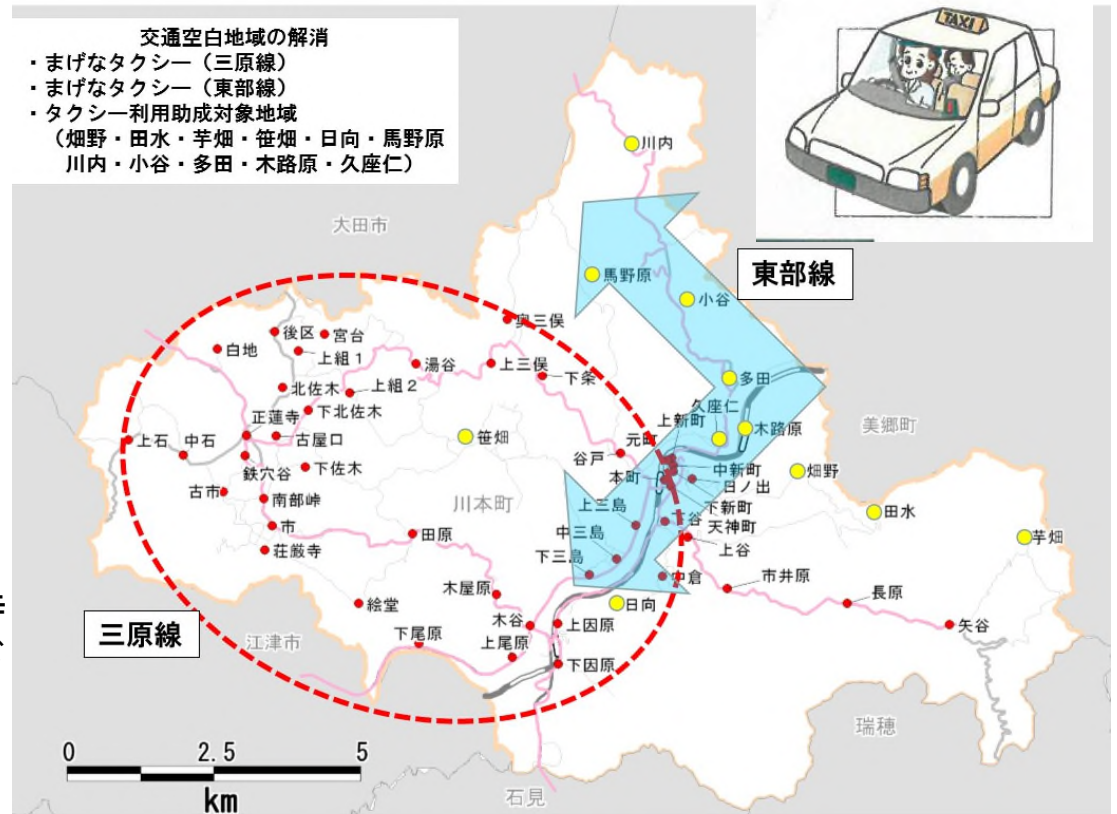 交通空白地域の解消
・まげなタクシー（三原線）
・まげなタクシー（東部線）
・タクシー利用助成対象地域
（畑野・田水・芋畑・笹畑・日向・馬野原
川内・小谷・多田・木路原・久座仁）
TAXI
川内
大田市
東部線
馬野原
小谷
奥三俣
後区
宮台
白地
上組１
湯谷
上三俣
下条
北佐木
上組２
多田
正蓮寺
下北佐木
久座仁
上新町
木路原
美郷町
上石
中石
古屋口
笹畑
元町
谷戸
中新町
畑野
鉄穴谷
下佐木
本町
日ノ出
古市
南部峠
川本町
上三島
下新町
天神町
田水
市
田原
中三島
上谷
芋畑
荘厳寺
下三島
中倉
市井原
木屋原
長原
絵堂
日向
三原線
木谷
上因原
矢谷
江津市
下尾原
上尾原
下因原
瑞穂
0 2.5 5
km
石見